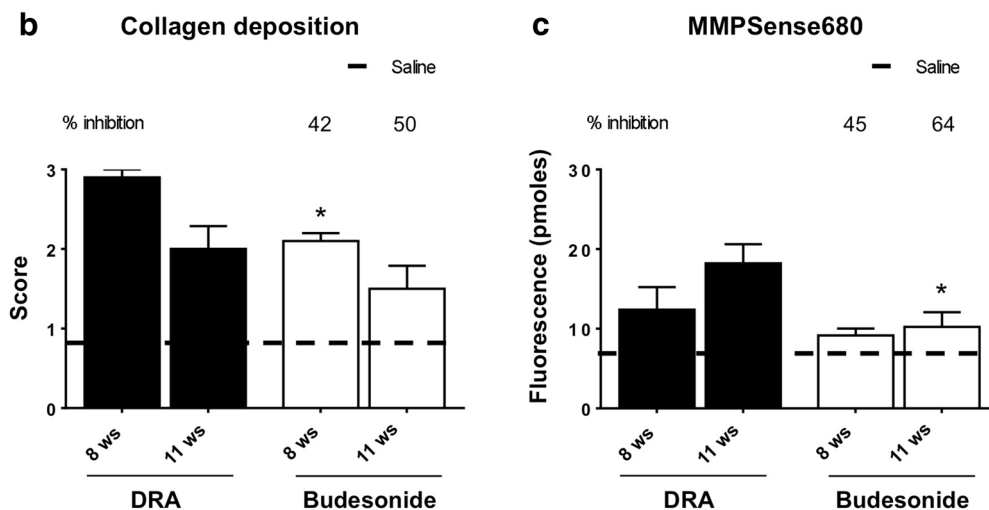 b Collagen deposition
Saline
% inhibition 42 50
3
2
1
0
Score
*
8 ws 11 ws 8 ws 11 ws
DRA Budesonide
c MMPSense680
Saline
% inhibition 45 64
30
20
10
0
Fluorescence (pmoles)
*
8 ws 11 ws 8 ws 11 ws
DRA Budesonide